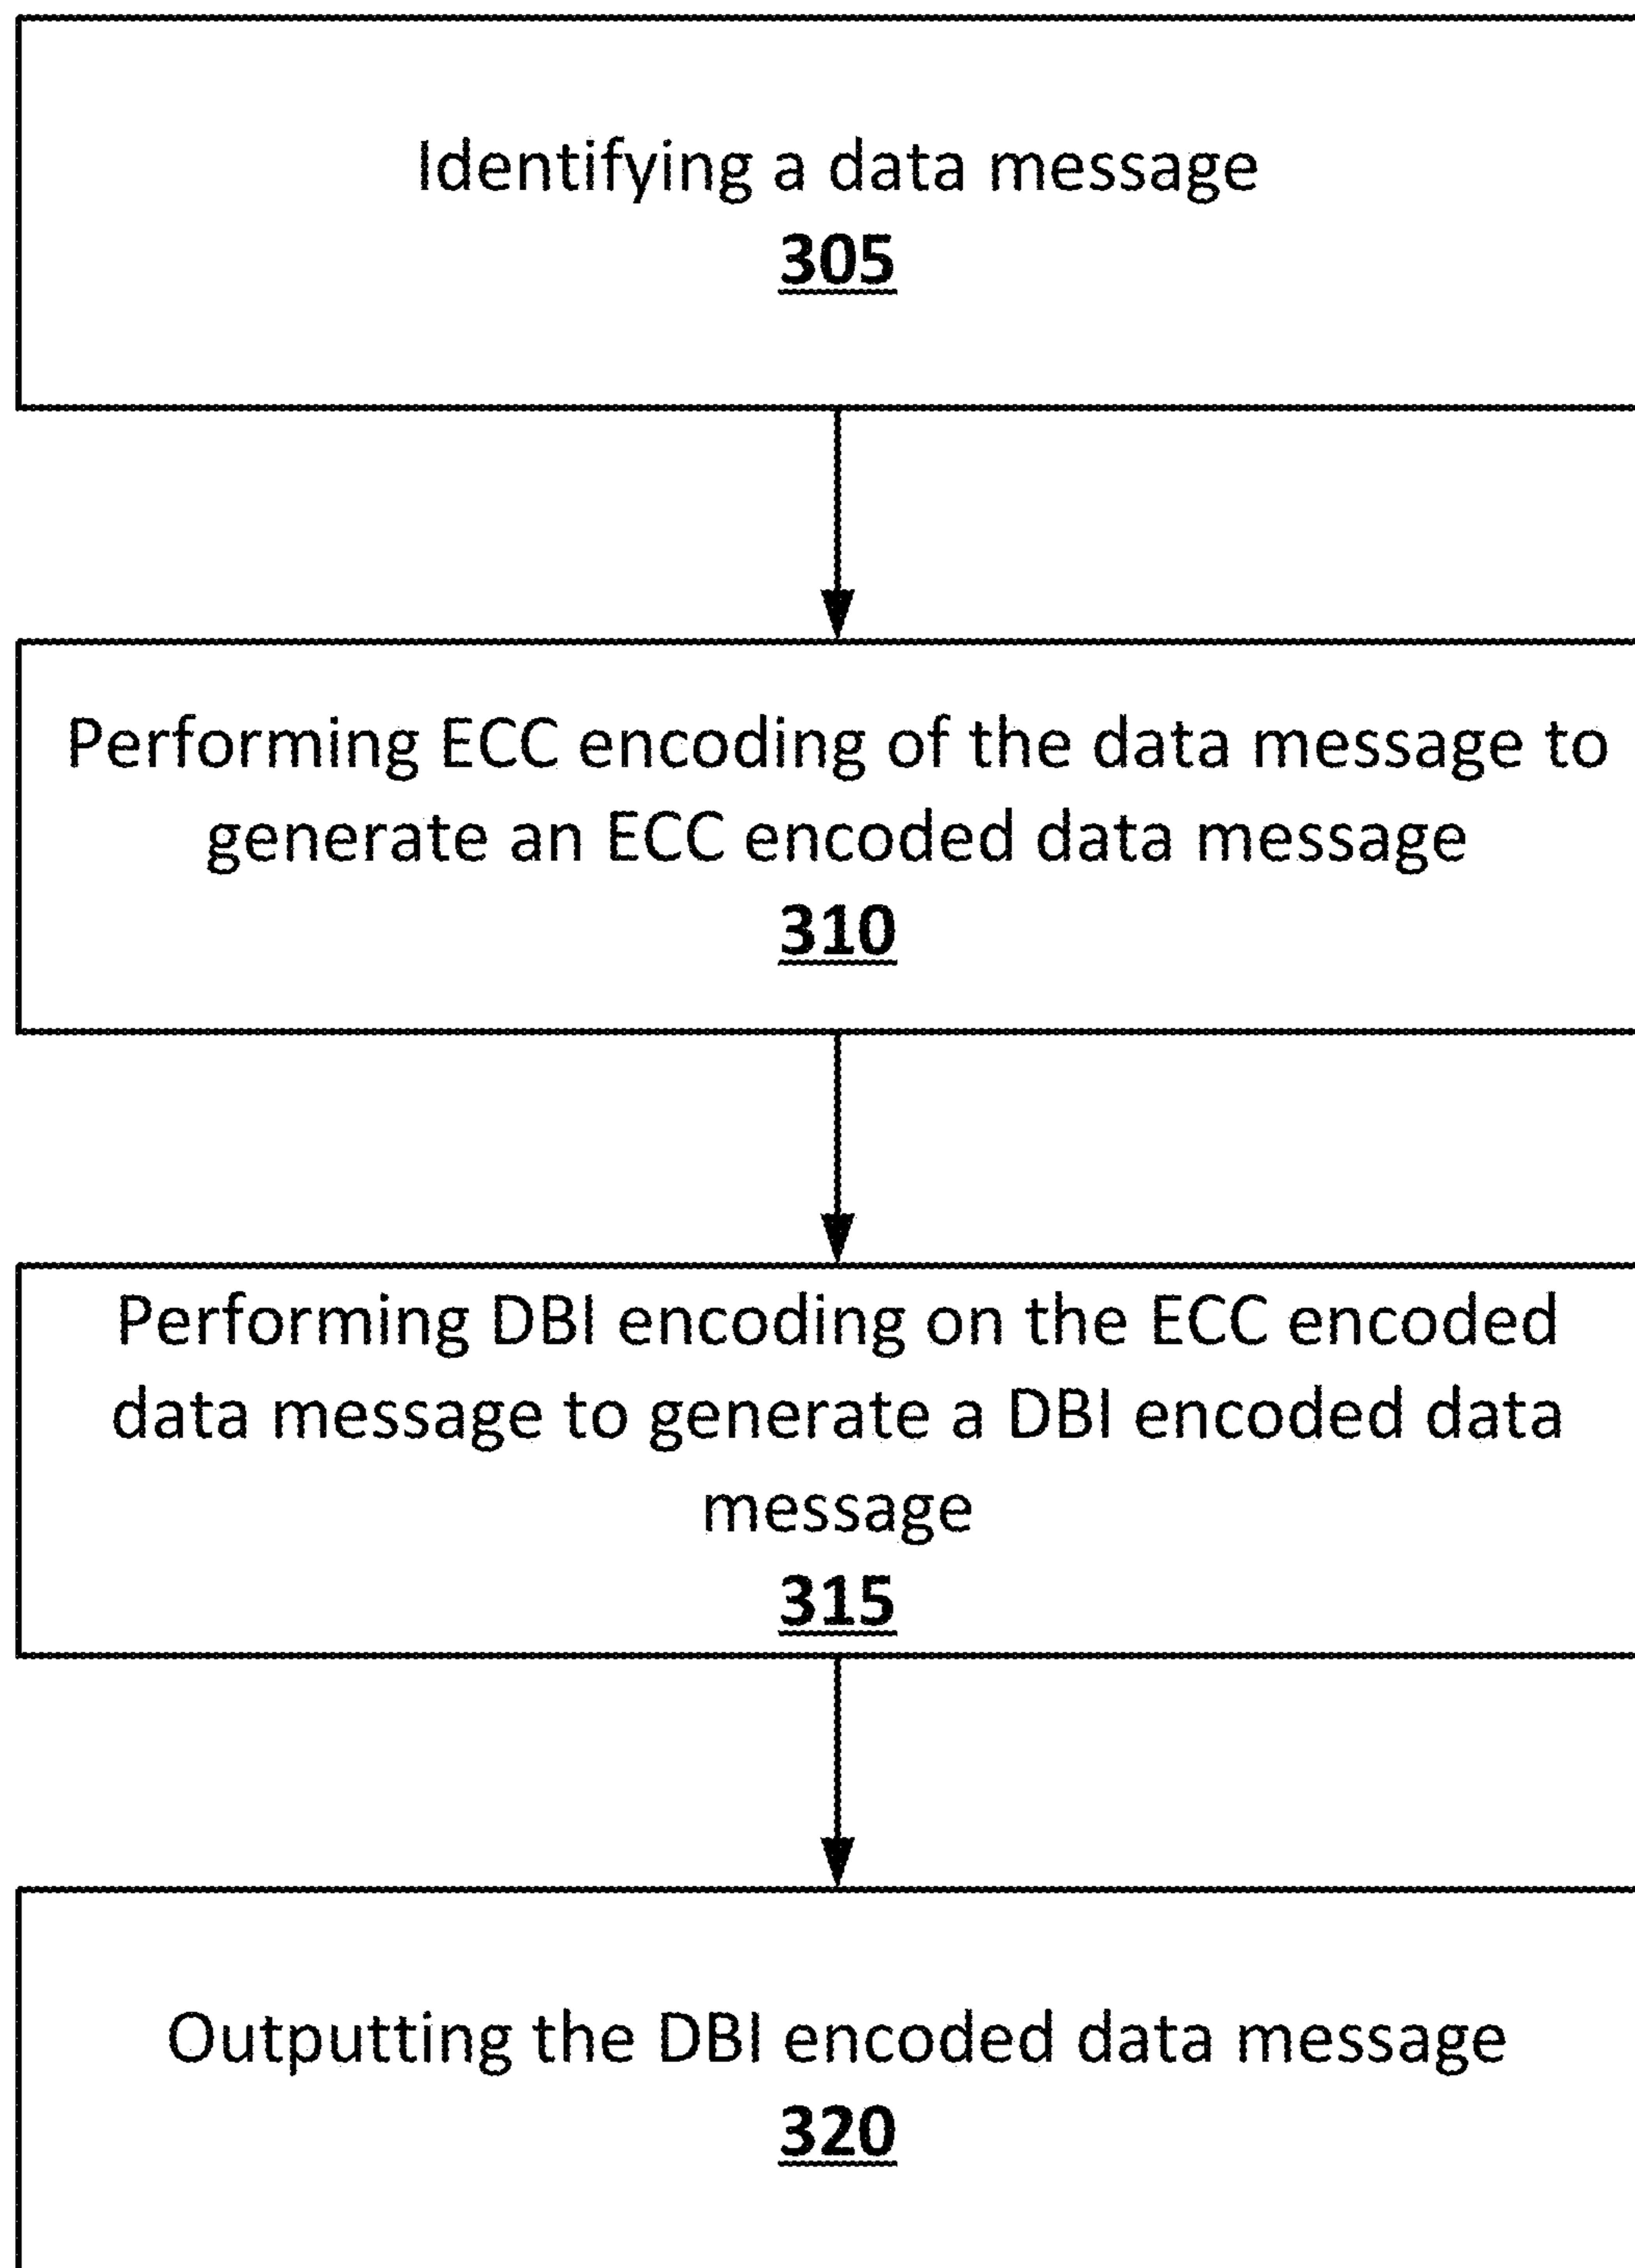 Identifying a data message
305
Performing ECC encoding of the data message to
generate an ECC encoded data message
310
Performing DBI encoding on the ECC encoded
data message to generate a DBI encoded data
message
315
Outputting the DBI encoded data message
320